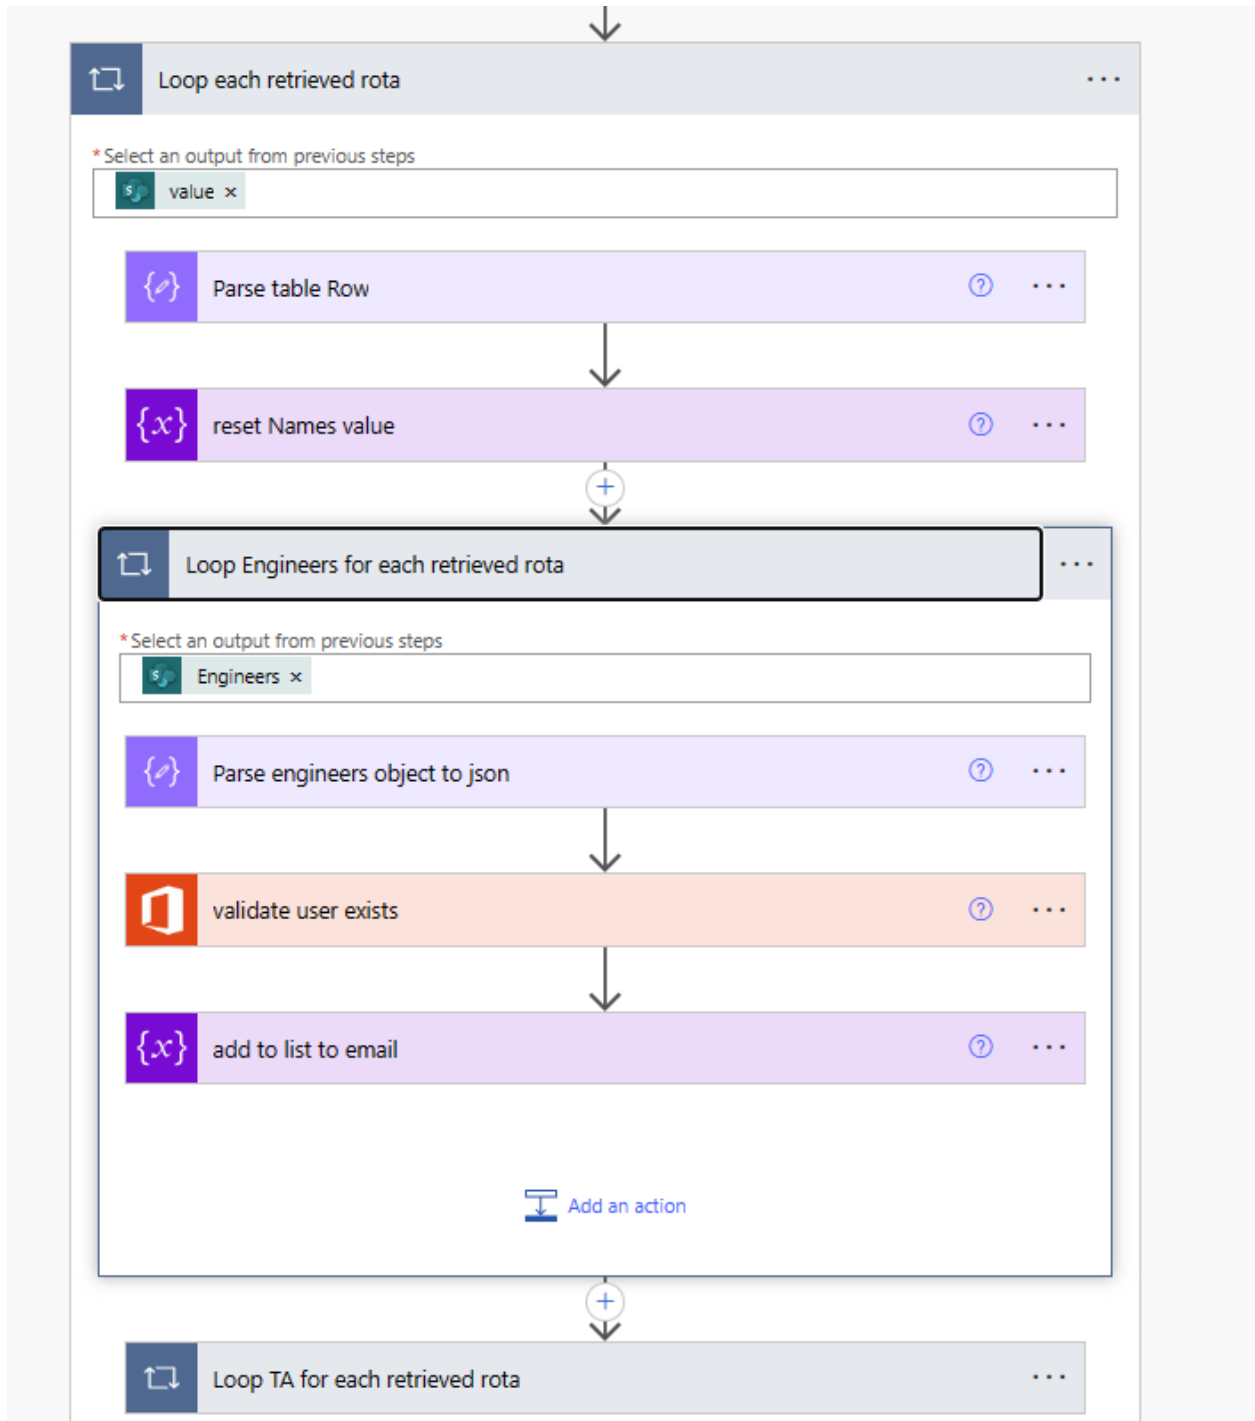 Loop each retrieved rota
...
* Select an output from previous steps
value ×
Parse table Row
?
...
reset Names value
?
...
Loop Engineers for each retrieved rota
...
* Select an output from previous steps
Engineers ×
Parse engineers object to json
?
...
validate user exists
?
...
add to list to email
?
...
Add an action
Loop TA for each retrieved rota
...